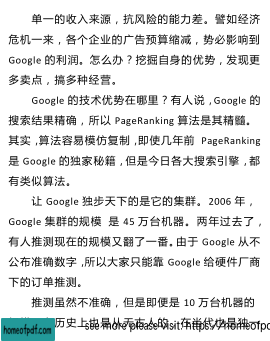 单一的收入来源，抗风险的能力差。譬如经济
危机一来，各个企业的广告预算缩减，势必影响到
Google 的利润。怎么办？挖掘自身的优势，发现更
多卖点，搞多种经营。
Google 的技术优势在哪里？有人说，Google 的
搜索结果精确，所以 PageRanking 算法是其精髓。
其实，算法容易模仿复制，即使几年前 PageRanking
是 Google 的独家秘籍，但是今日各大搜索引擎，都
有类似算法。
让 Google 独步天下的是它的集群。2006 年，
Google 集群的规模 是 45 万台机器。两年过去了，
有人推测现在的规模又翻了一番。由于 Google 从不
公布准确数字，所以大家只能靠 Google 给硬件厂商
下的订单推测。
推测虽然不准确，但是即便是 10 万台机器的
历史上也是从无古人的，在当代也是独一
homeofpdf.com
see more please visit: https://homeofpd